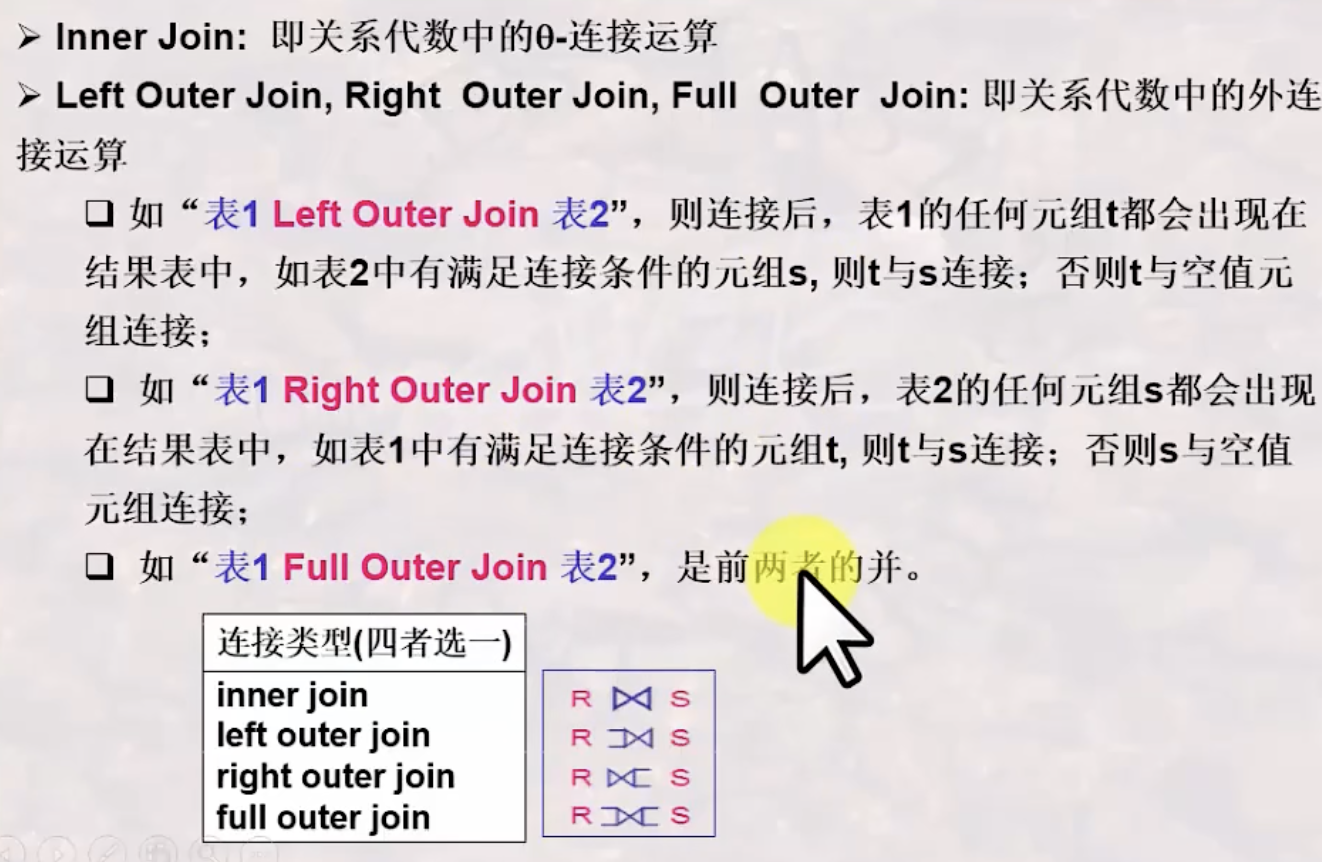 ➢ Inner Join: 即关系代数中的θ-连接运算
➢ Left Outer Join, Right Outer Join, Full Outer Join: 即关系代数中的外连
接运算
❑ 如“表1 Left Outer Join 表2”，则连接后，表1的任何元组t都会出现在
结果表中，如表2中有满足连接条件的元组s, 则t与s连接；否则t与空值元
组连接；
❑ 如“表1 Right Outer Join 表2”，则连接后，表2的任何元组s都会出现
在结果表中，如表1中有满足连接条件的元组t, 则t与s连接；否则s与空值
元组连接；
❑ 如“表1 Full Outer Join 表2”，是前两者的并。
连接类型(四者选一)
inner join
left outer join
right outer join
full outer join
R ⋈ S
R ⟕ S
R ⟖ S
R ⟗ S